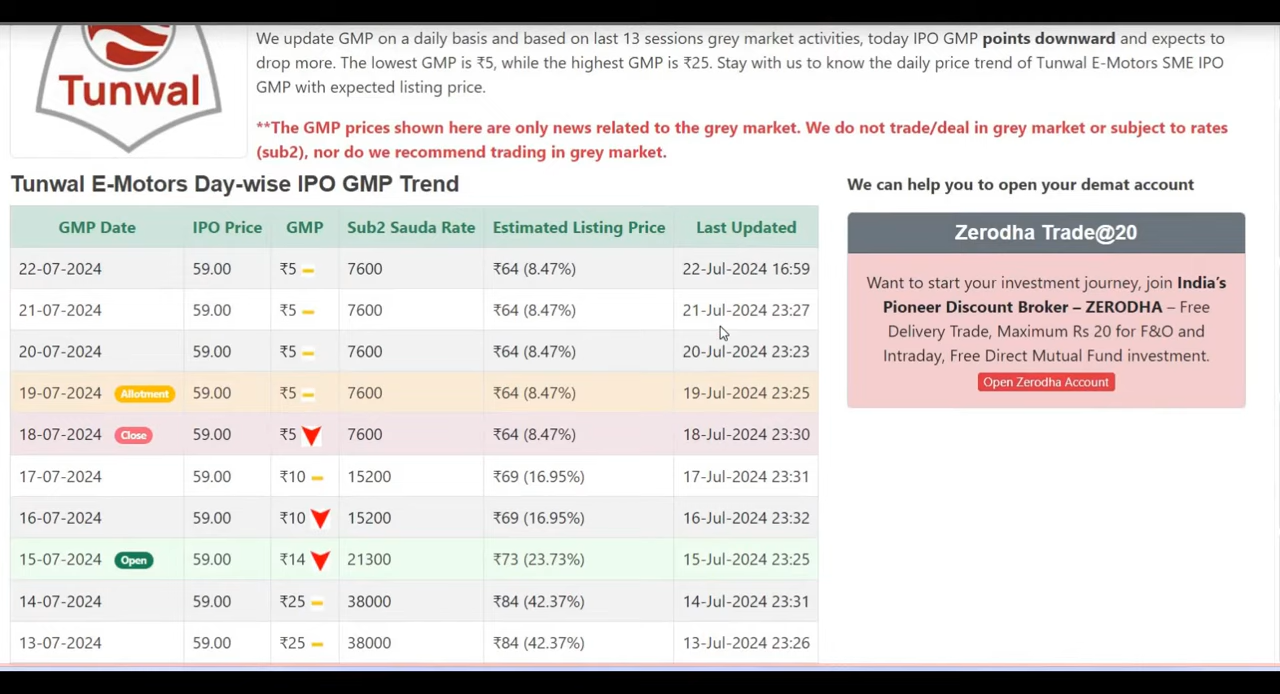 Tunwal
We update GMP on a daily basis and based on last 13 sessions grey market activities, today IPO GMP points downward and expects to
drop more. The lowest GMP is ₹5, while the highest GMP is ₹25. Stay with us to know the daily price trend of Tunwal E-Motors SME IPO
GMP with expected listing price.
**The GMP prices shown here are only news related to the grey market. We do not trade/deal in grey market or subject to rates
(sub2), nor do we recommend trading in grey market.
Tunwal E-Motors Day-wise IPO GMP Trend
GMP Date IPO Price GMP Sub2 Sauda Rate Estimated Listing Price Last Updated
22-07-2024 59.00 ₹5 7600 ₹64 (8.47%) 22-Jul-2024 16:59
21-07-2024 59.00 ₹5 7600 ₹64 (8.47%) 21-Jul-2024 23:27
20-07-2024 59.00 ₹5 7600 ₹64 (8.47%) 20-Jul-2024 23:23
19-07-2024 Allotment 59.00 ₹5 7600 ₹64 (8.47%) 19-Jul-2024 23:25
18-07-2024 Close 59.00 ₹5 7600 ₹64 (8.47%) 18-Jul-2024 23:30
17-07-2024 59.00 ₹10 15200 ₹69 (16.95%) 17-Jul-2024 23:31
16-07-2024 59.00 ₹10 15200 ₹69 (16.95%) 16-Jul-2024 23:32
15-07-2024 Open 59.00 ₹14 21300 ₹73 (23.73%) 15-Jul-2024 23:25
14-07-2024 59.00 ₹25 38000 ₹84 (42.37%) 14-Jul-2024 23:31
13-07-2024 59.00 ₹25 38000 ₹84 (42.37%) 13-Jul-2024 23:26
We can help you to open your demat account
Zerodha Trade@20
Want to start your investment journey, join India's
Pioneer Discount Broker – ZERODHA – Free
Delivery Trade, Maximum Rs 20 for F&O and
Intraday, Free Direct Mutual Fund investment.
Open Zerodha Account